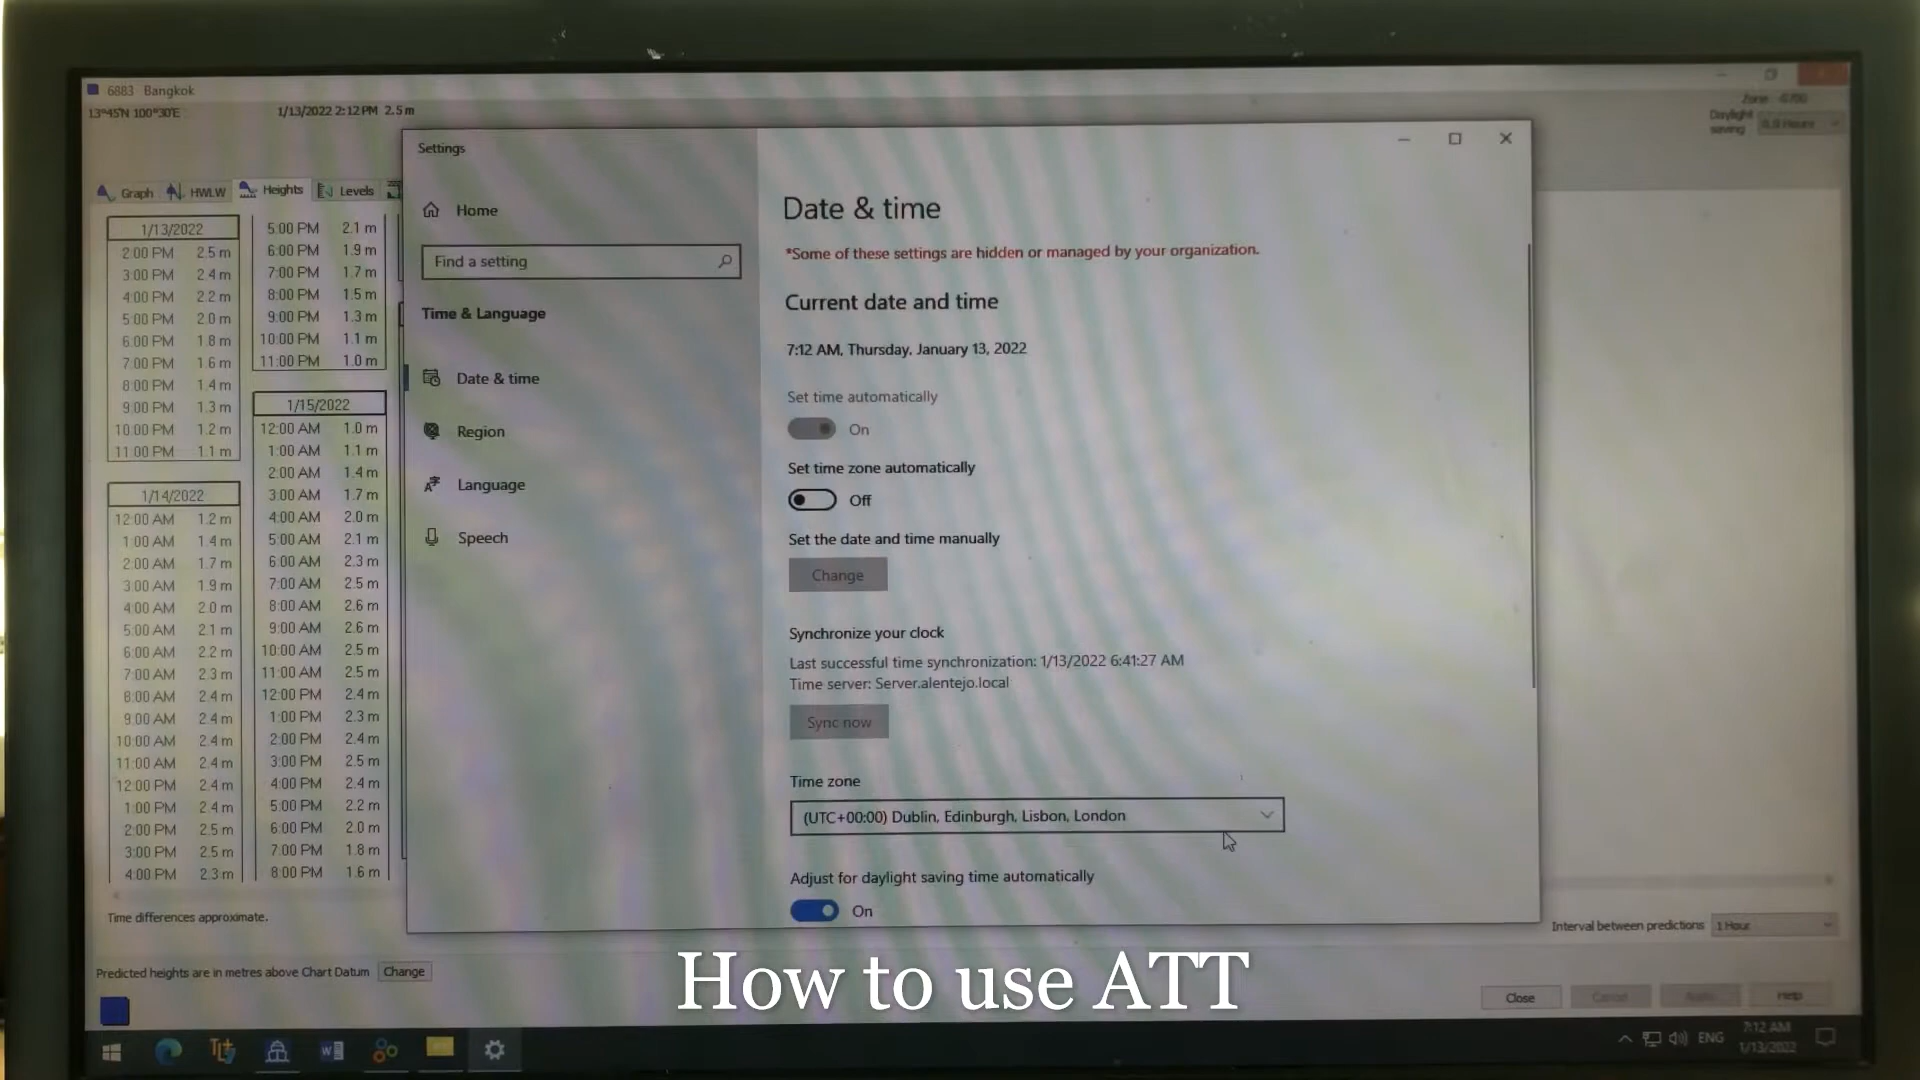 6883 Bangkok
13°45'N 100°30'E
1/13/2022 2:12 PM 2.5 m
Zone -0700
Daylight
saving
Graph
HWLW
Heights
Levels
1/13/2022
2:00 PM 2.5 m
3:00 PM 2.4 m
4:00 PM 2.2 m
5:00 PM 2.0 m
6:00 PM 1.8 m
7:00 PM 1.6 m
8:00 PM 1.4 m
9:00 PM 1.3 m
10:00 PM 1.2 m
11:00 PM 1.1 m
1/14/2022
12:00 AM 1.2 m
1:00 AM 1.4 m
2:00 AM 1.7 m
3:00 AM 1.9 m
4:00 AM 2.0 m
5:00 AM 2.1 m
6:00 AM 2.2 m
7:00 AM 2.3 m
8:00 AM 2.4 m
9:00 AM 2.4 m
10:00 AM 2.4 m
11:00 AM 2.4 m
12:00 PM 2.4 m
1:00 PM 2.4 m
2:00 PM 2.5 m
3:00 PM 2.5 m
4:00 PM 2.3 m
5:00 PM 2.1 m
6:00 PM 1.9 m
7:00 PM 1.7 m
8:00 PM 1.5 m
9:00 PM 1.3 m
10:00 PM 1.1 m
11:00 PM 1.0 m
1/15/2022
12:00 AM 1.0 m
1:00 AM 1.1 m
2:00 AM 1.4 m
3:00 AM 1.7 m
4:00 AM 2.0 m
5:00 AM 2.1 m
6:00 AM 2.3 m
7:00 AM 2.5 m
8:00 AM 2.6 m
9:00 AM 2.6 m
10:00 AM 2.5 m
11:00 AM 2.5 m
12:00 PM 2.4 m
1:00 PM 2.3 m
2:00 PM 2.4 m
3:00 PM 2.5 m
4:00 PM 2.4 m
5:00 PM 2.2 m
6:00 PM 2.0 m
7:00 PM 1.8 m
8:00 PM 1.6 m
Settings
Home
Find a setting
Time & Language
Date & time
Region
Language
Speech
Date & time
*Some of these settings are hidden or managed by your organization.
Current date and time
7:12 AM, Thursday, January 13, 2022
Set time automatically
On
Set time zone automatically
Off
Set the date and time manually
Change
Synchronize your clock
Last successful time synchronization: 1/13/2022 6:41:27 AM
Time server: Server.alentejo.local
Sync now
Time zone
(UTC+00:00) Dublin, Edinburgh, Lisbon, London
Adjust for daylight saving time automatically
On
Time differences approximate.
Interval between predictions 1 Hour
Predicted heights are in metres above Chart Datum Change
How to use ATT
Close
Help
ENG
7:12 AM
1/13/2022